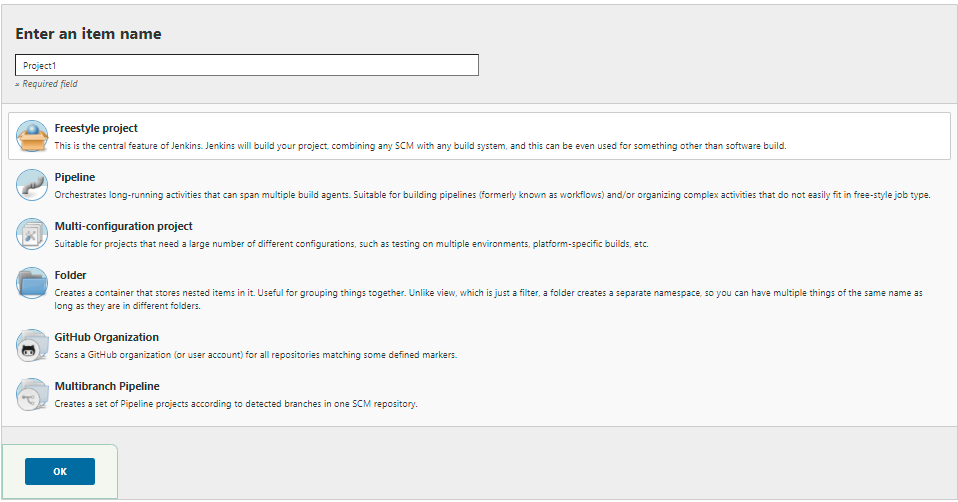 Enter an item name
Project1
» Required field
Freestyle project
This is the central feature of Jenkins. Jenkins will build your project, combining any SCM with any build system, and this can be even used for something other than software build.
Pipeline
Orchestrates long-running activities that can span multiple build agents. Suitable for building pipelines (formerly known as workflows) and/or organizing complex activities that do not easily fit in free-style job type.
Multi-configuration project
Suitable for projects that need a large number of different configurations, such as testing on multiple environments, platform-specific builds, etc.
Folder
Creates a container that stores nested items in it. Useful for grouping things together. Unlike view, which is just a filter, a folder creates a separate namespace, so you can have multiple things of the same name as
long as they are in different folders.
GitHub Organization
Scans a GitHub organization (or user account) for all repositories matching some defined markers.
Multibranch Pipeline
Creates a set of Pipeline projects according to detected branches in one SCM repository.
OK